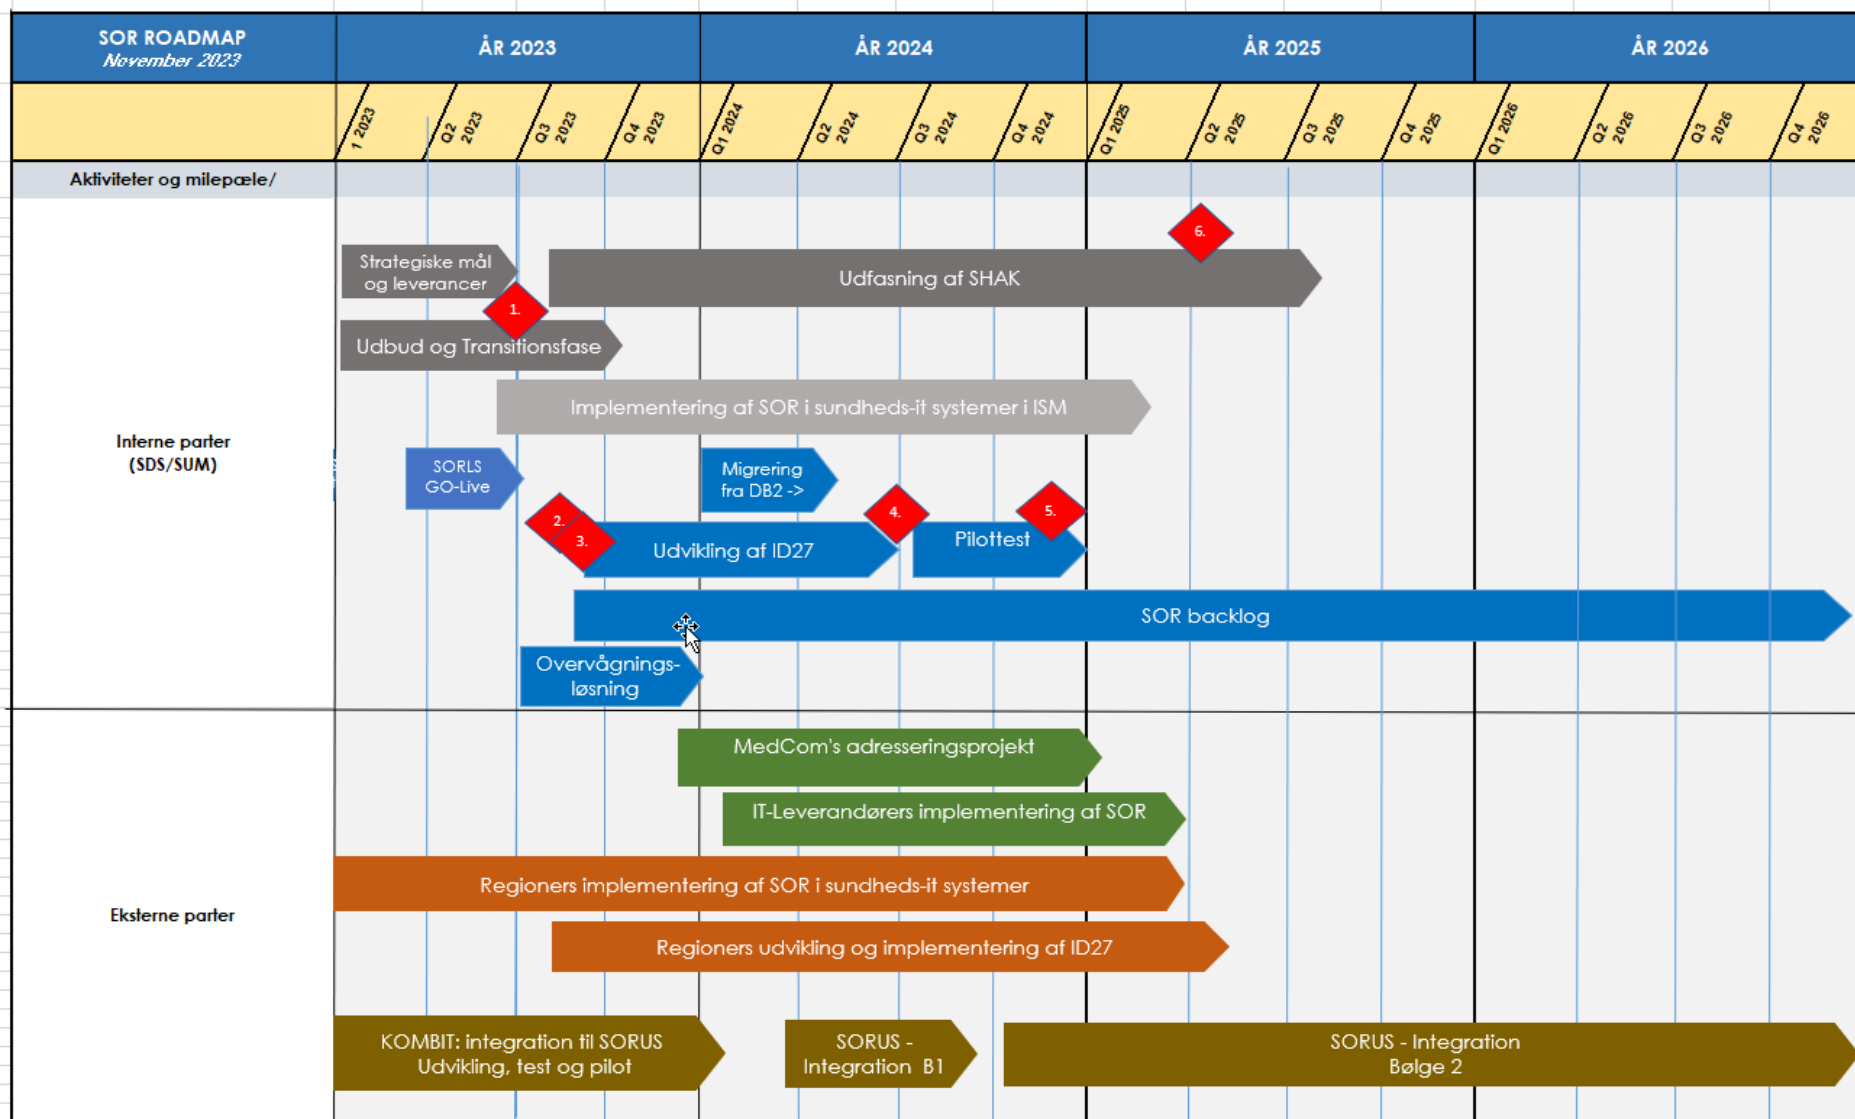 SOR ROADMAP
November 2023
ÅR 2023
ÅR 2024
ÅR 2025
ÅR 2026
1 2023
Q2 2023
Q3 2023
Q4 2023
Q1 2024
Q2 2024
Q3 2024
Q4 2024
Q1 2025
Q2 2025
Q3 2025
Q4 2025
Q1 2026
Q2 2026
Q3 2026
Q4 2026
Aktiviteter og milepæle/
Interne parter
(SDS/SUM)
6.
Strategiske mål
og leverancer
Udfasning af SHAK
1.
Udbud og Transitionsfase
Implementering af SOR i sundheds-it systemer i ISM
SORLS
GO-Live
Migrering
fra DB2 ->
2.
3.
4.
5.
Udvikling af ID27
Pilottest
SOR backlog
Overvågnings-
løsning
Eksterne parter
MedCom's adresseringsprojekt
IT-Leverandørers implementering af SOR
Regioners implementering af SOR i sundheds-it systemer
Regioners udvikling og implementering af ID27
KOMBIT: integration til SORUS
Udvikling, test og pilot
SORUS -
Integration B1
SORUS - Integration
Bølge 2